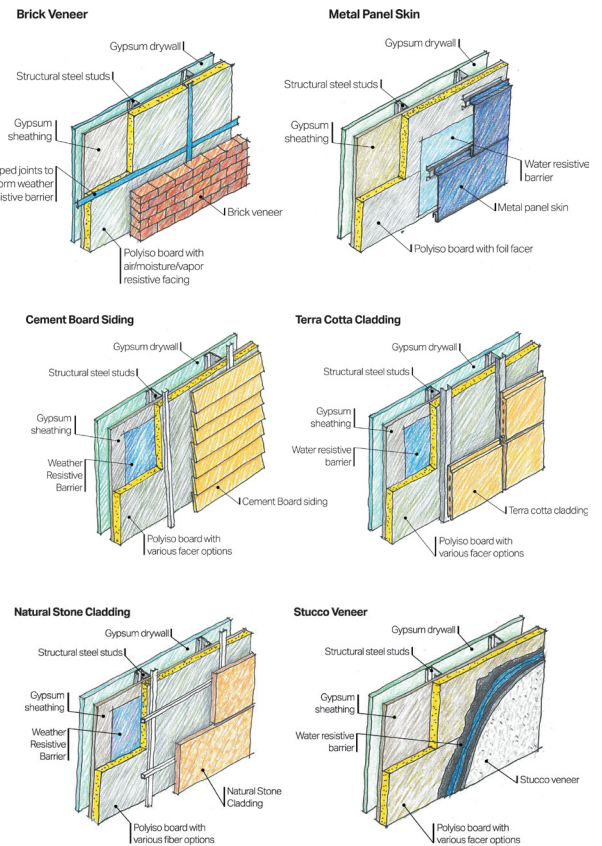 Brick Veneer
Gypsum drywall
Structural steel studs
Gypsum
sheathing
ped joints to
orm weather
istive barrier
Brick veneer
Polyiso board with
air/moisture/vapor
resistive facing
Metal Panel Skin
Gypsum drywall
Structural steel studs
Gypsum
sheathing
Water resistive
barrier
Metal panel skin
Polyiso board with foil facer
Cement Board Siding
Gypsum drywall
Structural steel studs
Gypsum
sheathing
Weather
Resistive
Barrier
Cement Board siding
Polyiso board with
various facer options
Terra Cotta Cladding
Gypsum drywall
Structural steel studs
Gypsum
sheathing
Water resistive
barrier
Terra cotta cladding
Polyiso board with
various facer options
Natural Stone Cladding
Gypsum drywall
Structural steel studs
Gypsum
sheathing
Weather
Resistive
Barrier
Natural Stone
Cladding
Polyiso board with
various fiber options
Stucco Veneer
Gypsum drywall
Structural steel studs
Gypsum
sheathing
Water resistive
barrier
Stucco veneer
Polyiso board with
various facer options